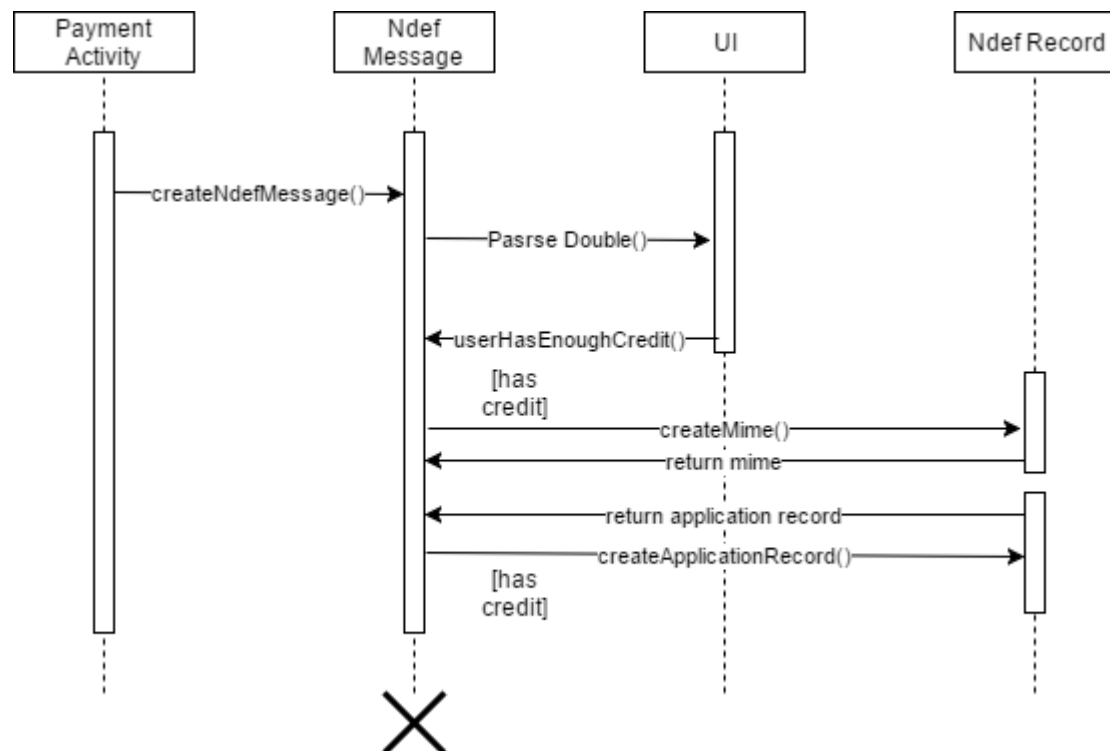 Payment
Activity
Ndef
Message
UI
Ndef Record
createNdefMessage()
Pasrse Double()
userHasEnoughCredit()
[has
credit]
createMime()
return mime
return application record
createApplicationRecord()
[has
credit]